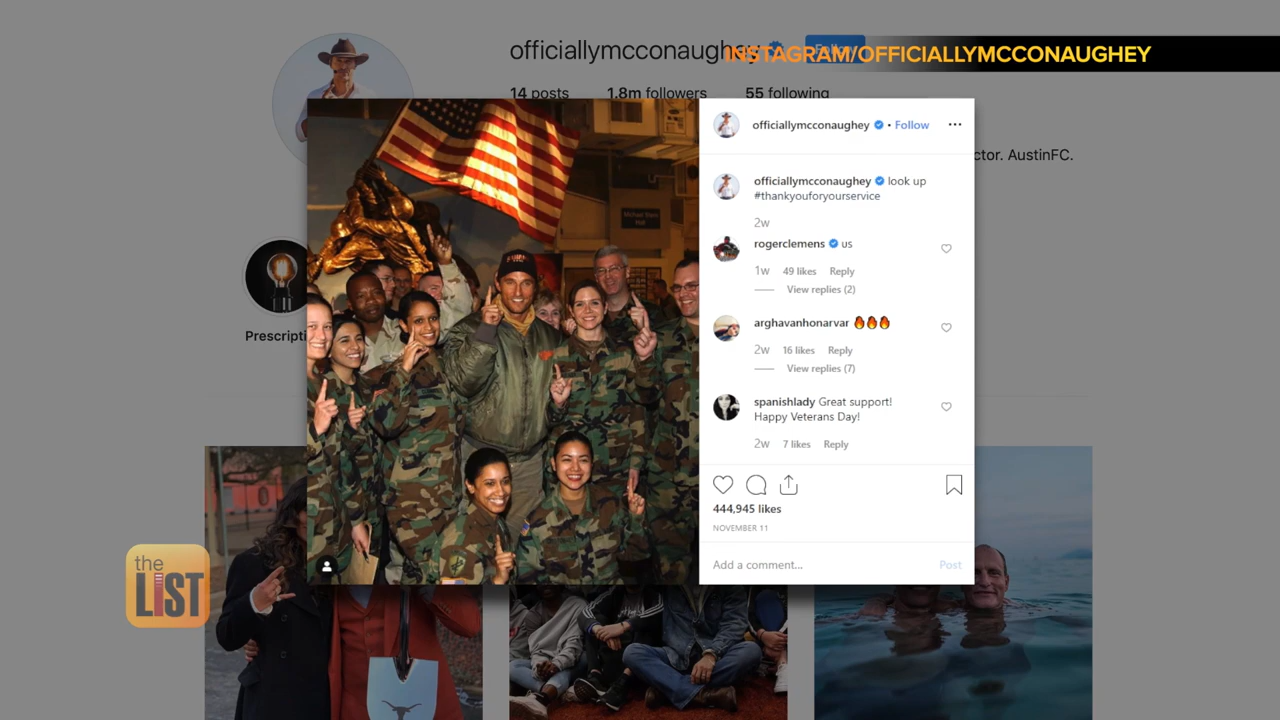 officiallymcconaughey
INSTAGRAM/OFFICIALLYMCCONAUGHEY
14 posts 1.8m followers 55 following
officiallymcconaughey • Follow
ctor. AustinFC.
officiallymcconaughey look up
#thankyouforyourservice
2w
rogerclemens us
1w 49 likes Reply
View replies (2)
Prescripti
arghavanhonarvar 🔥🔥🔥
2w 16 likes Reply
View replies (7)
spanishlady Great support!
Happy Veterans Day!
2w 7 likes Reply
444,945 likes
NOVEMBER 11
Add a comment... Post
the
LIST